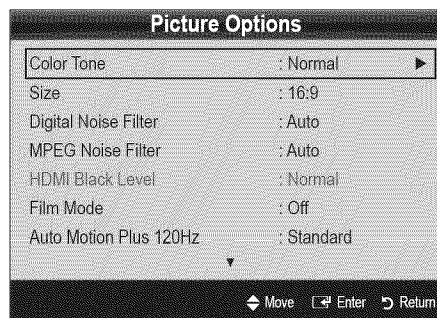 Picture Options
Color Tone : Normal ►
Size : 16:9
Digital Noise Filter : Auto
MPEG Noise Filter : Auto
HDMI Black Level : Normal
Film Mode : Off
Auto Motion Plus 120Hz : Standard
▼
Move Enter Return